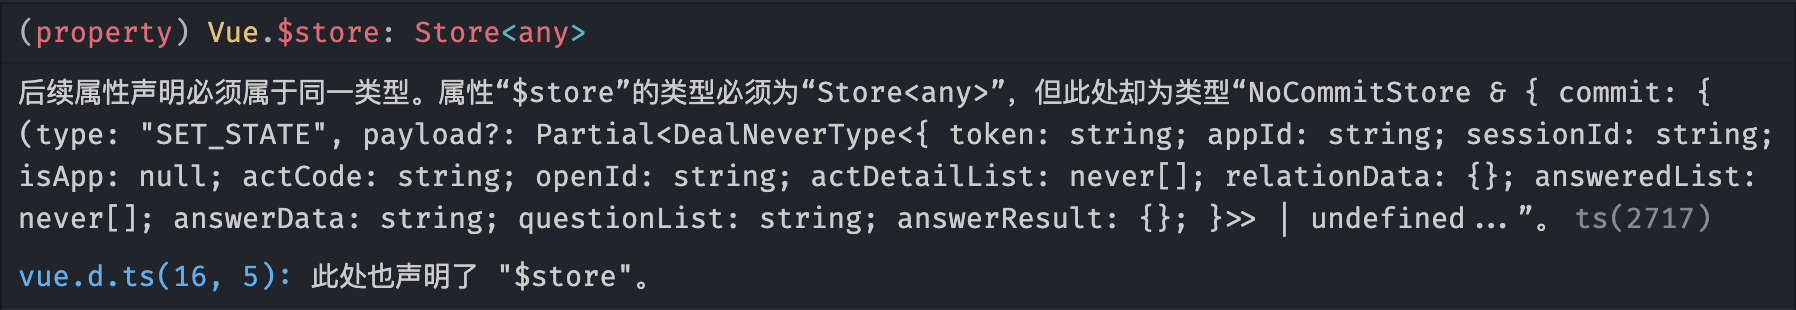 (property) Vue.$store: Store<any>
后续属性声明必须属于同一类型。属性“$store”的类型必须为“Store<any>”，但此处却为类型“NoCommitStore & { commit: {
(type: "SET_STATE", payload?: Partial<DealNeverType<{ token: string; appId: string; sessionId: string;
isApp: null; actCode: string; openId: string; actDetailList: never[]; relationData: {}; answeredList:
never[]; answerData: string; questionList: string; answerResult: {}; }>> | undefined...”。 ts(2717)
vue.d.ts(16, 5): 此处也声明了 "$store"。